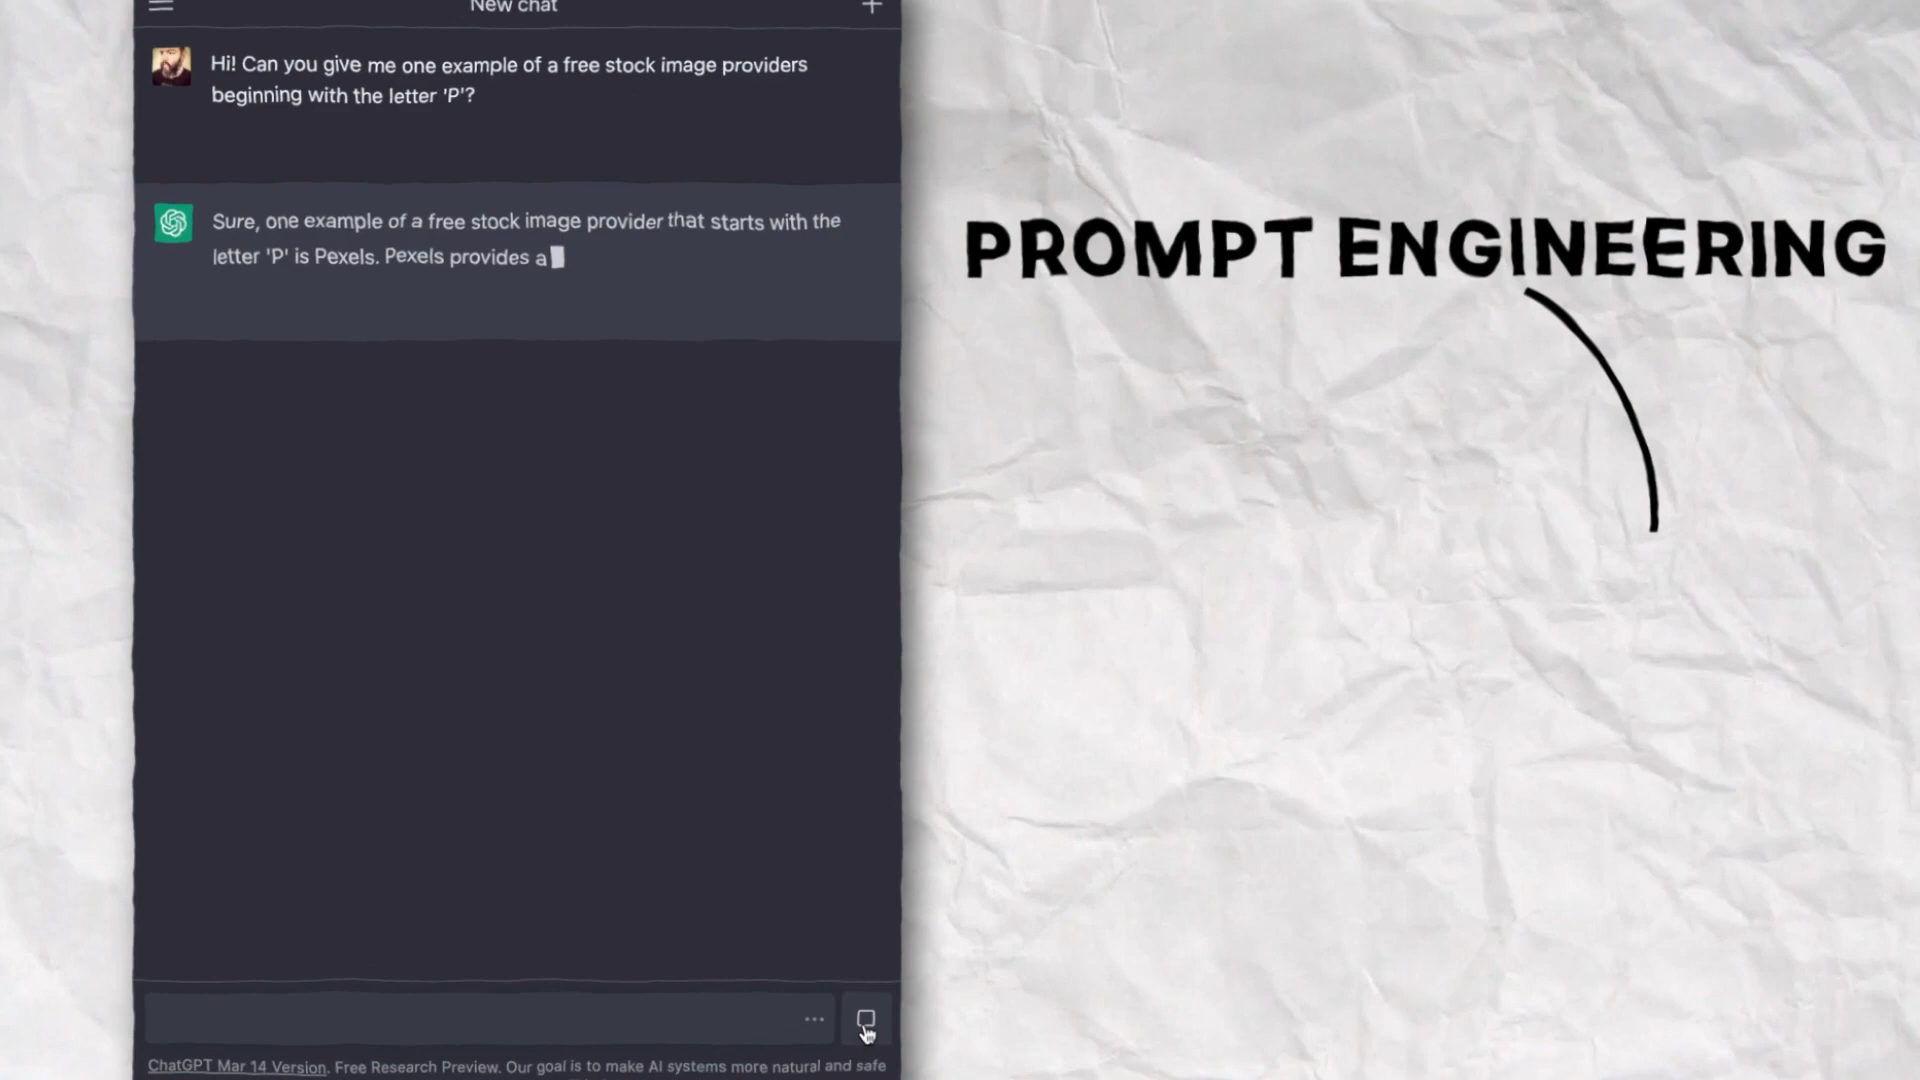 New chat
Hi! Can you give me one example of a free stock image providers
beginning with the letter 'P'?
Sure, one example of a free stock image provider that starts with the
letter 'P' is Pexels. Pexels provides a
PROMPT ENGINEERING
ChatGPT Mar 14 Version. Free Research Preview. Our goal is to make AI systems more natural and safe